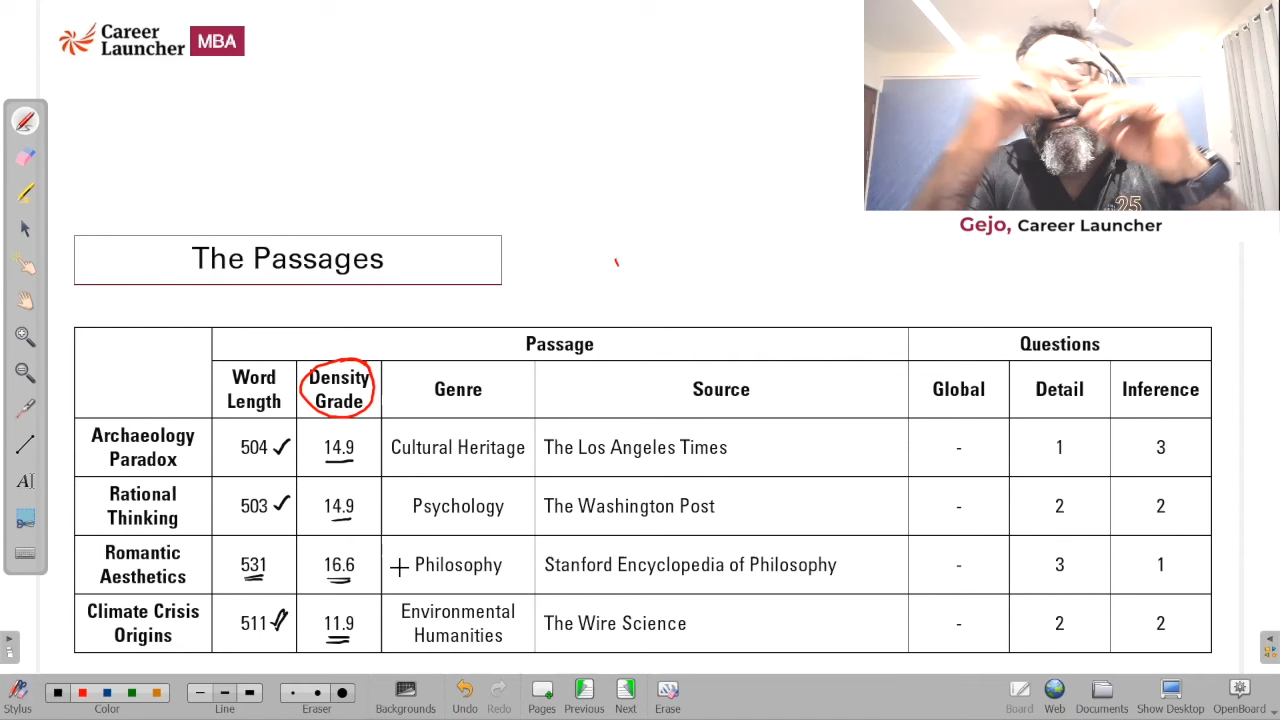 Career
Launcher MBA
25
Gejo, Career Launcher
The Passages
Passage Questions
Word Length Density Grade Genre Source Global Detail Inference
Archaeology Paradox 504 14.9 Cultural Heritage The Los Angeles Times - 1 3
Rational Thinking 503 14.9 Psychology The Washington Post - 2 2
Romantic Aesthetics 531 16.6 Philosophy Stanford Encyclopedia of Philosophy - 3 1
Climate Crisis Origins 511 11.9 Environmental Humanities The Wire Science - 2 2
Stylus Color Line Eraser Backgrounds Undo Redo Pages Previous Next Erase Board Web Documents Show Desktop OpenBoard